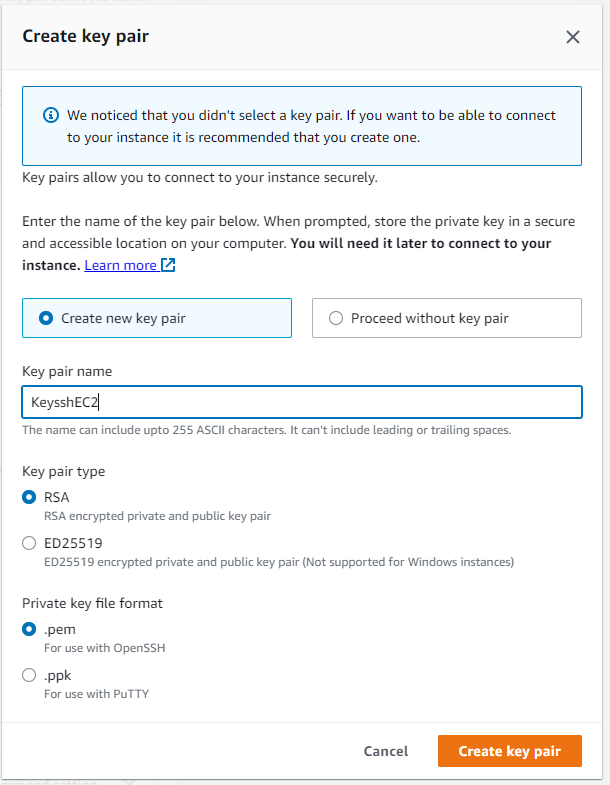 Create key pair
We noticed that you didn't select a key pair. If you want to be able to connect
to your instance it is recommended that you create one.
Key pairs allow you to connect to your instance securely.
Enter the name of the key pair below. When prompted, store the private key in a secure
and accessible location on your computer. You will need it later to connect to your
instance. Learn more
Create new key pair
Proceed without key pair
Key pair name
KeysshEC2
The name can include upto 255 ASCII characters. It can't include leading or trailing spaces.
Key pair type
RSA
RSA encrypted private and public key pair
ED25519
ED25519 encrypted private and public key pair (Not supported for Windows instances)
Private key file format
.pem
For use with OpenSSH
.ppk
For use with PuTTY
Cancel
Create key pair